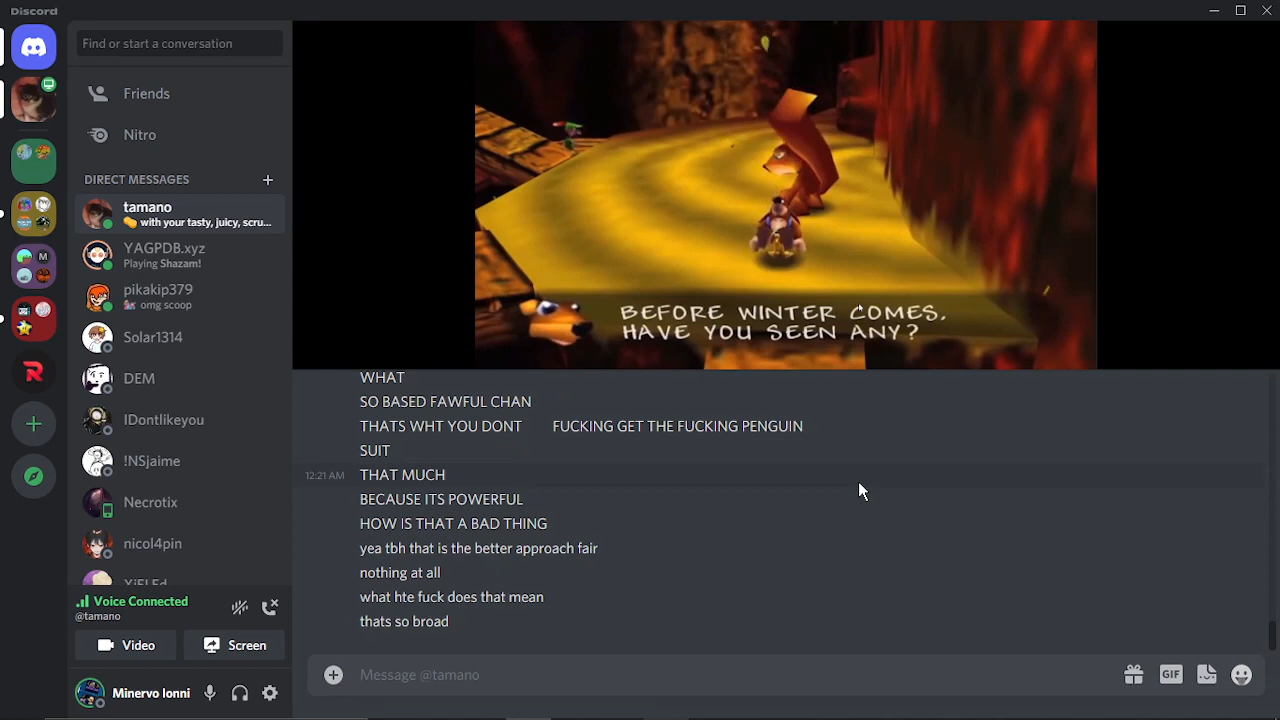 Discord
Find or start a conversation
Friends
Nitro
DIRECT MESSAGES
tamano
with your tasty, juicy, scru...
YAGPDB.xyz
Playing Shazam!
pikakip379
omg scoop
Solar1314
DEM
IDontlikeyou
!NSjaime
Necrotix
nicol4pin
Voice Connected
@tamano
Video
Screen
Minervo Ionni
BEFORE WINTER COMES.
HAVE YOU SEEN ANY?
WHAT
SO BASED FAWFUL CHAN
THATS WHT YOU DONT FUCKING GET THE FUCKING PENGUIN
SUIT
12:21 AM THAT MUCH
BECAUSE ITS POWERFUL
HOW IS THAT A BAD THING
yea tbh that is the better approach fair
nothing at all
what hte fuck does that mean
thats so broad
Message @tamano
GIF
M